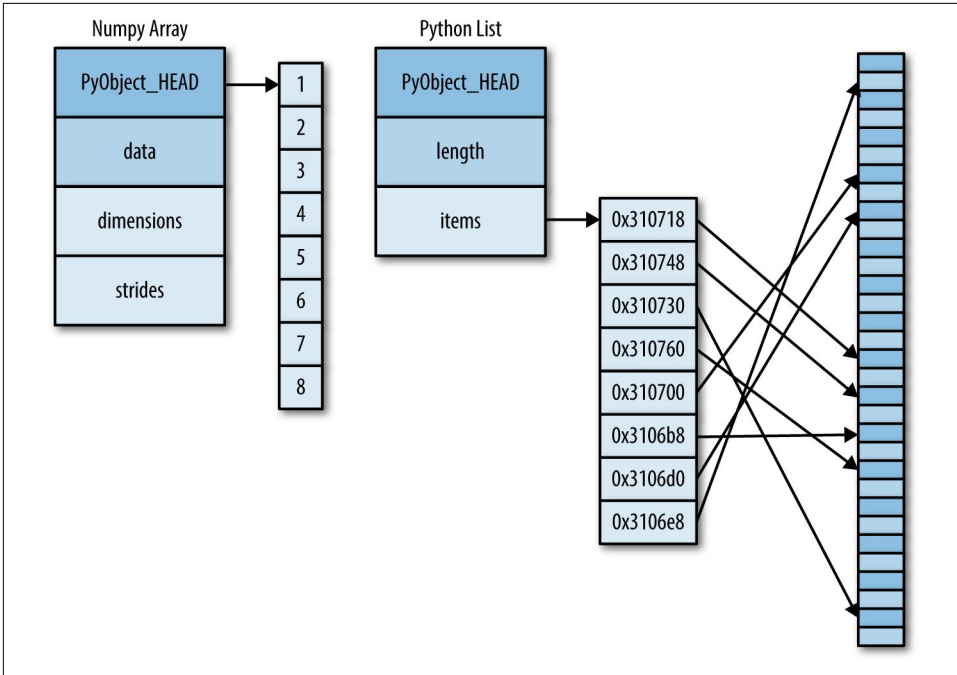 Numpy Array
PyObject_HEAD
data
dimensions
strides
1
2
3
4
5
6
7
8
Python List
PyObject_HEAD
length
items
0x310718
0x310748
0x310730
0x310760
0x310700
0x3106b8
0x3106d0
0x3106e8